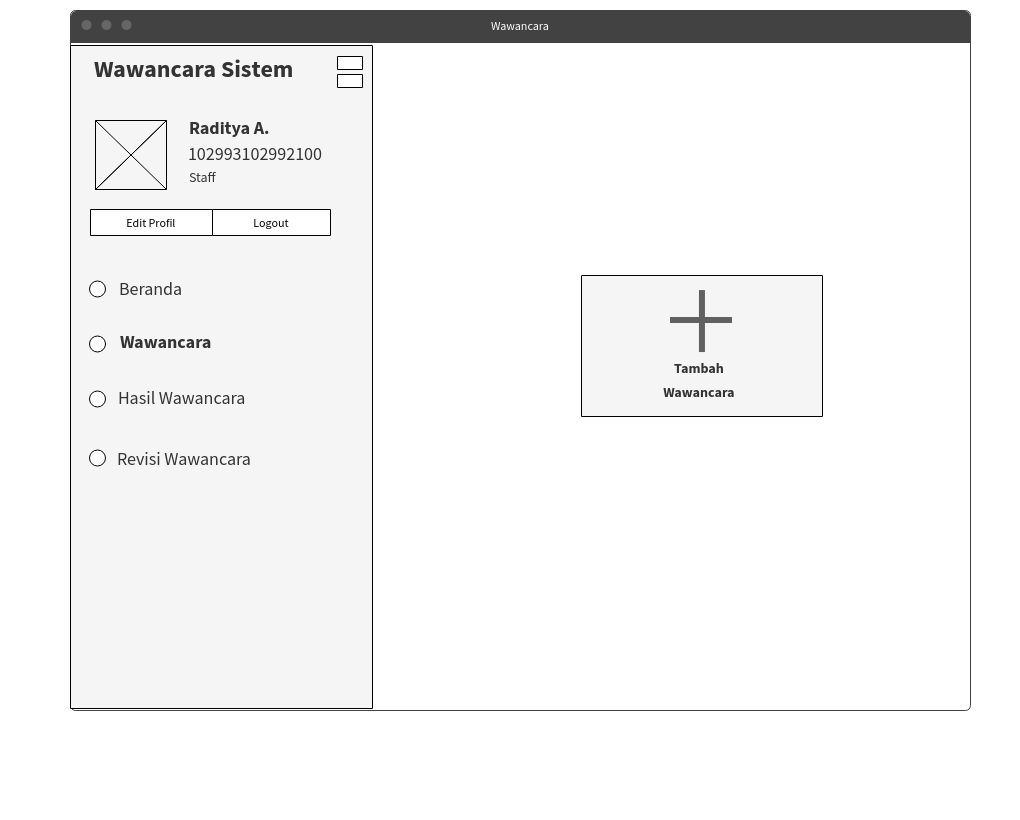 Wawancara
Wawancara Sistem
Raditya A.
102993102992100
Staff
Edit Profil
Logout
Beranda
Wawancara
Hasil Wawancara
Revisi Wawancara
Tambah
Wawancara